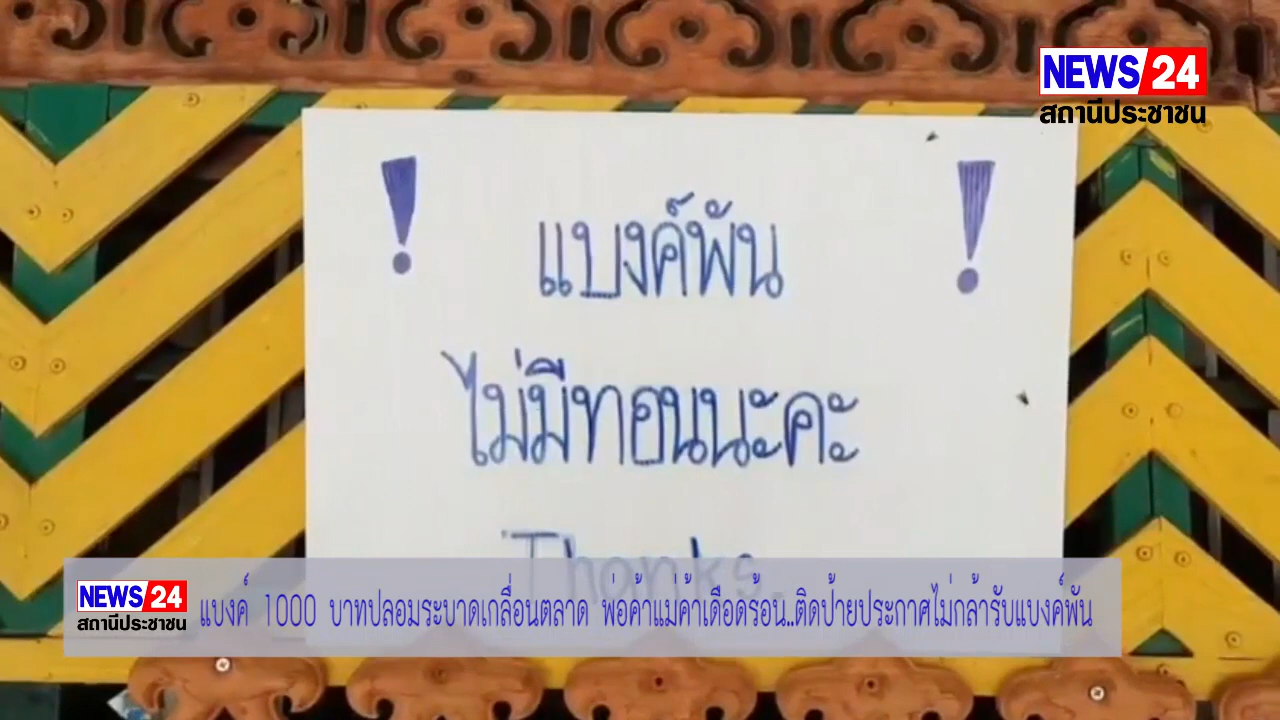 NEWS 24
สถานีประชาชน
! แบงค์พัน !
ไม่มีทอนนะคะ
Thanks.
NEWS 24
สถานีประชาชน
แบงค์ 1000 บาทปลอมระบาดเกลื่อนตลาด พ่อค้าแม่ค้าเดือดร้อน..ติดป้ายประกาศไม่กล้ารับแบงค์พัน